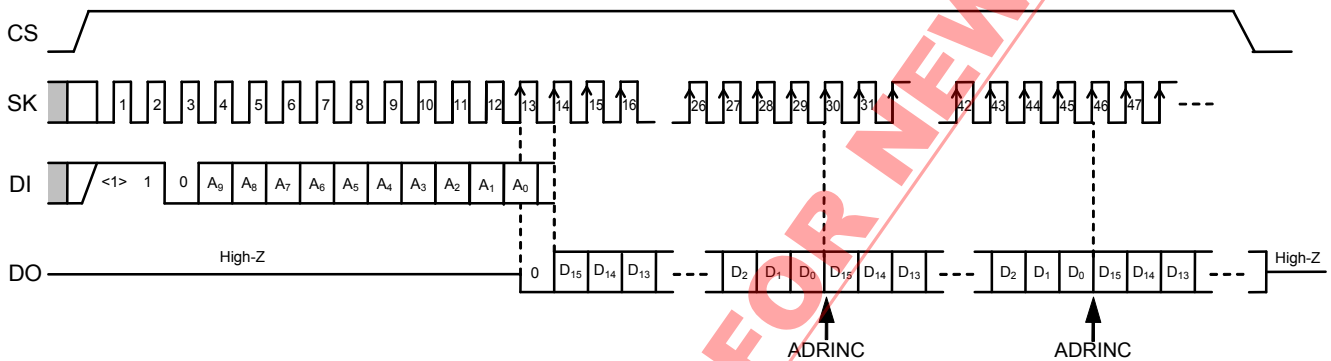 CS
SK 1 2 3 4 5 6 7 8 9 10 11 12 13 14 15 16 26 27 28 29 30 31 42 43 44 45 46 47
DI <1> 1 0 A₉ A₈ A₇ A₆ A₅ A₄ A₃ A₂ A₁ A₀
DO High-Z 0 D₁₅ D₁₄ D₁₃ D₂ D₁ D₀ D₁₅ D₁₄ D₁₃ D₂ D₁ D₀ D₁₅ D₁₄ D₁₃ High-Z
ADRINC ADRINC
FOR NEW